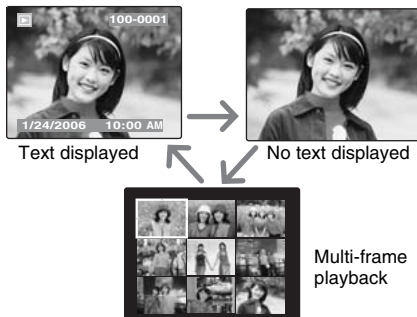 100-0001
1/24/2006 10:00 AM
Text displayed
No text displayed
Multi-frame
playback